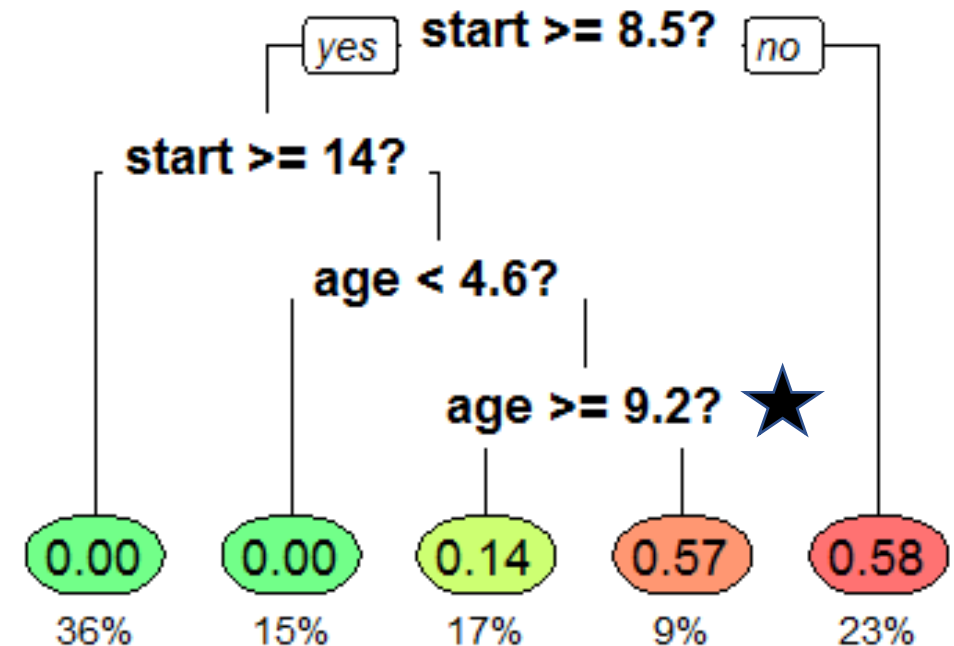 yes start >= 8.5? no
start >= 14?
age < 4.6?
age >= 9.2?
0.00 0.00 0.14 0.57 0.58
36% 15% 17% 9% 23%